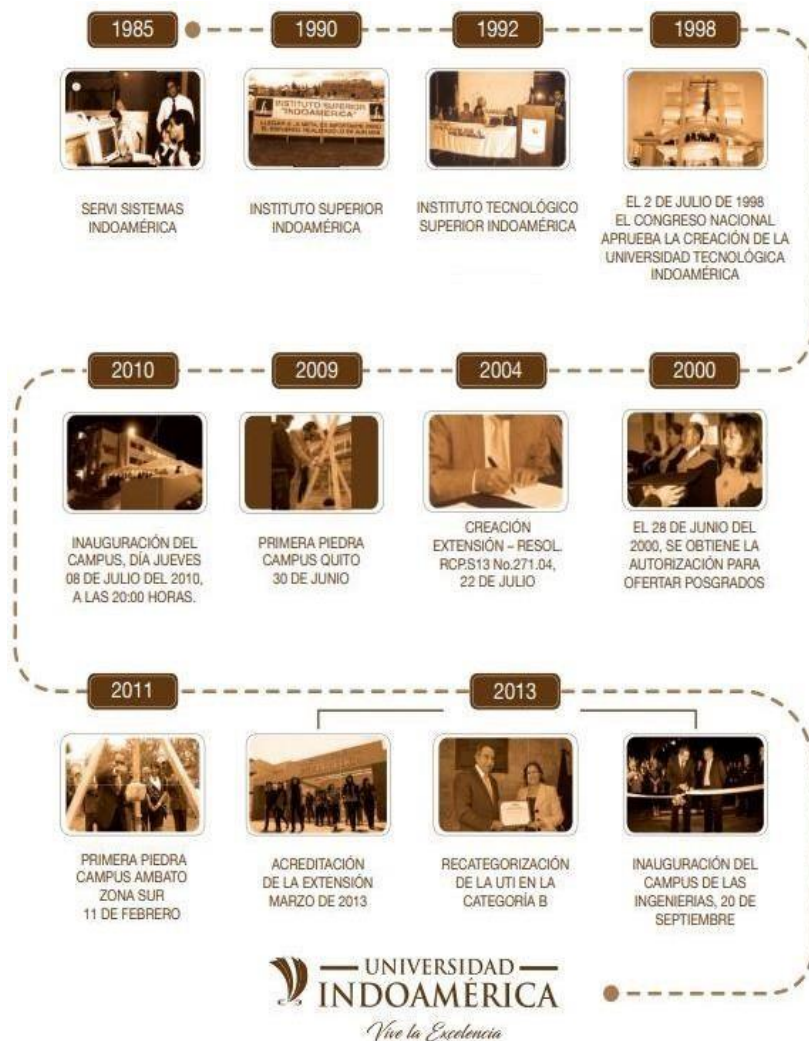 1985
1990
1992
1998
INSTITUTO SUPERIOR
"INDOAMERICA"
SERVI SISTEMAS
INDOAMÉRICA
INSTITUTO SUPERIOR
INDOAMÉRICA
INSTITUTO TECNOLÓGICO
SUPERIOR INDOAMÉRICA
EL 2 DE JULIO DE 1998
EL CONGRESO NACIONAL
APRUEBA LA CREACIÓN DE LA
UNIVERSIDAD TECNOLÓGICA
INDOAMÉRICA
2010
2009
2004
2000
INAUGURACIÓN DEL
CAMPUS, DÍA JUEVES
08 DE JULIO DEL 2010,
A LAS 20:00 HORAS.
PRIMERA PIEDRA
CAMPUS QUITO
30 DE JUNIO
CREACIÓN
EXTENSIÓN – RESOL.
RCP.S13 No.271.04,
22 DE JULIO
EL 28 DE JUNIO DEL
2000, SE OBTIENE LA
AUTORIZACIÓN PARA
OFERTAR POSGRADOS
2011
2013
PRIMERA PIEDRA
CAMPUS AMBATO
ZONA SUR
11 DE FEBRERO
ACREDITACIÓN
DE LA EXTENSIÓN
MARZO DE 2013
RECATEGORIZACIÓN
DE LA UTI EN LA
CATEGORÍA B
INAUGURACIÓN DEL
CAMPUS DE LAS
INGENIERIAS, 20 DE
SEPTIEMBRE
UNIVERSIDAD
INDOAMÉRICA
Vive la Excelencia